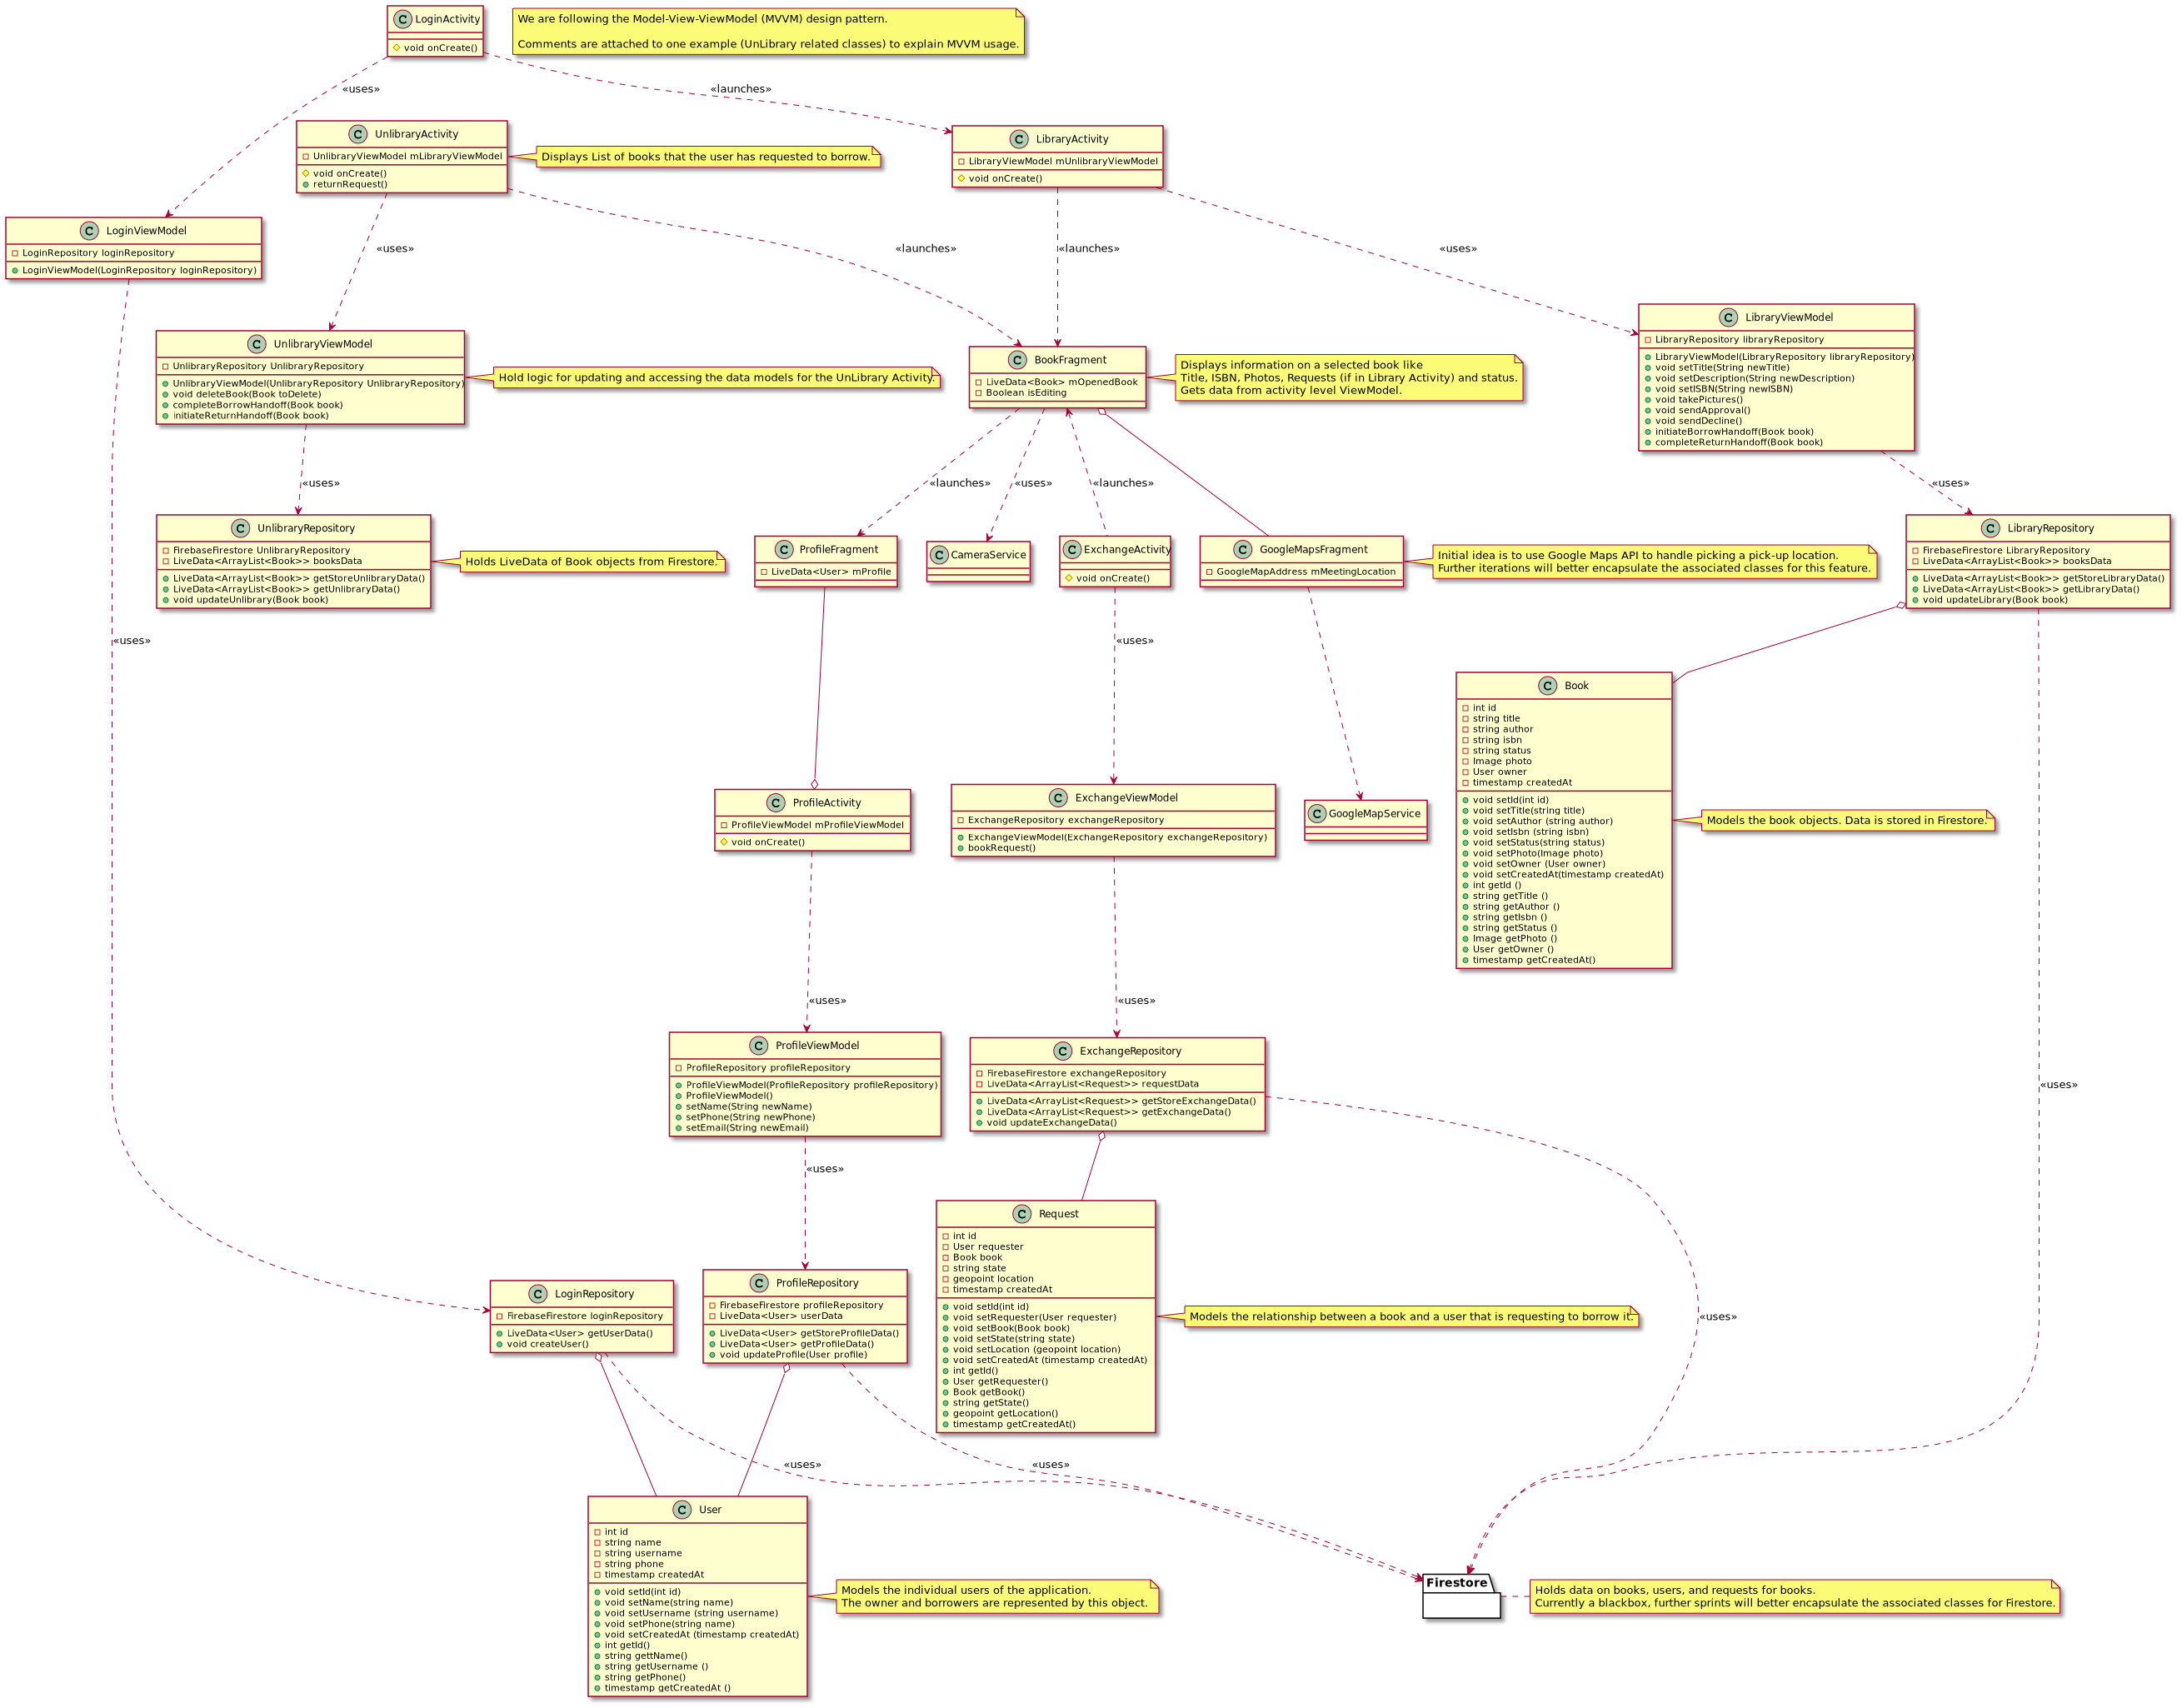 LoginActivity
void onCreate()
We are following the Model-View-ViewModel (MVVM) design pattern.
Comments are attached to one example (UnLibrary related classes) to explain MVVM usage.
«uses»
«launches»
UnlibraryActivity
UnlibraryViewModel mLibraryViewModel
void onCreate()
returnRequest()
Displays List of books that the user has requested to borrow.
LibraryActivity
LibraryViewModel mUnlibraryViewModel
void onCreate()
LoginViewModel
LoginRepository loginRepository
LoginViewModel(LoginRepository loginRepository)
«uses»
«launches»
«launches»
«uses»
UnlibraryViewModel
UnlibraryRepository UnlibraryRepository
UnlibraryViewModel(UnlibraryRepository UnlibraryRepository)
void deleteBook(Book toDelete)
completeBorrowHandoff(Book book)
initiateReturnHandoff(Book book)
Hold logic for updating and accessing the data models for the UnLibrary Activity.
BookFragment
LiveData<Book> mOpenedBook
Boolean isEditing
Displays information on a selected book like
Title, ISBN, Photos, Requests (if in Library Activity) and status.
Gets data from activity level ViewModel.
LibraryViewModel
LibraryRepository libraryRepository
LibraryViewModel(LibraryRepository libraryRepository)
void setTitle(String newTitle)
void setDescription(String newDescription)
void setISBN(String newISBN)
void takePictures()
void sendApproval()
void sendDecline()
initiateBorrowHandoff(Book book)
completeReturnHandoff(Book book)
«uses»
«launches»
«uses»
«launches»
«uses»
UnlibraryRepository
FirebaseFirestore UnlibraryRepository
LiveData<ArrayList<Book>> booksData
LiveData<ArrayList<Book>> getStoreUnlibraryData()
LiveData<ArrayList<Book>> getUnlibraryData()
void updateUnlibrary(Book book)
Holds LiveData of Book objects from Firestore.
ProfileFragment
LiveData<User> mProfile
CameraService
ExchangeActivity
void onCreate()
GoogleMapsFragment
GoogleMapAddress mMeetingLocation
Initial idea is to use Google Maps API to handle picking a pick-up location.
Further iterations will better encapsulate the associated classes for this feature.
LibraryRepository
FirebaseFirestore LibraryRepository
LiveData<ArrayList<Book>> booksData
LiveData<ArrayList<Book>> getStoreLibraryData()
LiveData<ArrayList<Book>> getLibraryData()
void updateLibrary(Book book)
«uses»
«uses»
Book
int id
string title
string author
string isbn
string status
Image photo
User owner
timestamp createdAt
void setId(int id)
void setTitle(string title)
void setAuthor (string author)
void setIsbn (string isbn)
void setStatus(string status)
void setPhoto(Image photo)
void setOwner (User owner)
void setCreatedAt(timestamp createdAt)
int getId ()
string getTitle ()
string getAuthor ()
string getIsbn ()
string getStatus ()
Image getPhoto ()
User getOwner ()
timestamp getCreatedAt()
Models the book objects. Data is stored in Firestore.
ProfileActivity
ProfileViewModel mProfileViewModel
void onCreate()
ExchangeViewModel
ExchangeRepository exchangeRepository
ExchangeViewModel(ExchangeRepository exchangeRepository)
bookRequest()
GoogleMapService
«uses»
«uses»
ProfileViewModel
ProfileRepository profileRepository
ProfileViewModel(ProfileRepository profileRepository)
ProfileViewModel()
setName(String newName)
setPhone(String newPhone)
setEmail(String newEmail)
ExchangeRepository
FirebaseFirestore exchangeRepository
LiveData<ArrayList<Request>> requestData
LiveData<ArrayList<Request>> getStoreExchangeData()
LiveData<ArrayList<Request>> getExchangeData()
void updateExchangeData()
«uses»
«uses»
Request
int id
User requester
Book book
string state
geopoint location
timestamp createdAt
void setId(int id)
void setRequester(User requester)
void setBook(Book book)
void setState(string state)
void setLocation (geopoint location)
void setCreatedAt (timestamp createdAt)
int getId()
User getRequester()
Book getBook()
string getState()
geopoint getLocation()
timestamp getCreatedAt()
Models the relationship between a book and a user that is requesting to borrow it.
«uses»
LoginRepository
FirebaseFirestore loginRepository
LiveData<User> getUserData()
void createUser()
ProfileRepository
FirebaseFirestore profileRepository
LiveData<User> userData
LiveData<User> getStoreProfileData()
LiveData<User> getProfileData()
void updateProfile(User profile)
«uses»
«uses»
User
int id
string name
string username
string phone
timestamp createdAt
void setId(int id)
void setName(string name)
void setUsername (string username)
void setPhone(string name)
void setCreatedAt (timestamp createdAt)
int getId()
string gettName()
string getUsername ()
string getPhone()
timestamp getCreatedAt ()
Models the individual users of the application.
The owner and borrowers are represented by this object.
Firestore
Holds data on books, users, and requests for books.
Currently a blackbox, further sprints will better encapsulate the associated classes for Firestore.